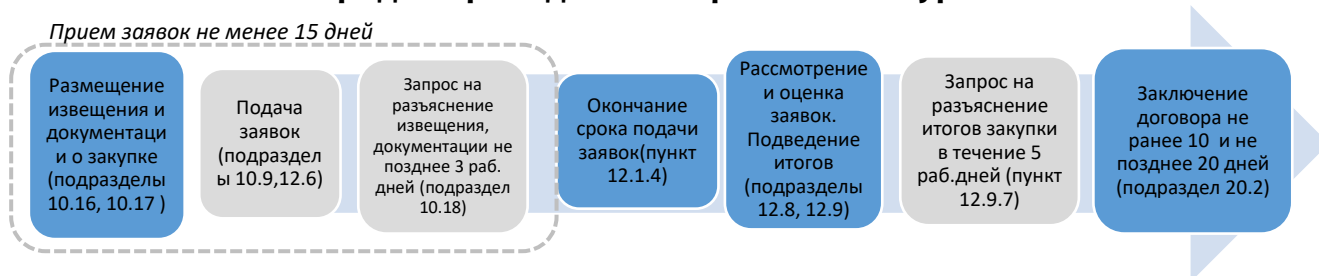 Прием заявок не менее 15 дней
Размещение
извещения и
документаци
и о закупке
(подразделы
10.16, 10.17 )
Подача
заявок
(подраздел
ы 10.9,12.6)
Запрос на
разъяснение
извещения,
документации не
позднее 3 раб.
дней (подраздел
10.18)
Окончание
срока подачи
заявок(пункт
12.1.4)
Рассмотрение
и оценка
заявок.
Подведение
итогов
(подразделы
12.8, 12.9)
Запрос на
разъяснение
итогов закупки
в течение 5
раб.дней (пункт
12.9.7)
Заключение
договора не
ранее 10 и не
позднее 20 дней
(подраздел 20.2)